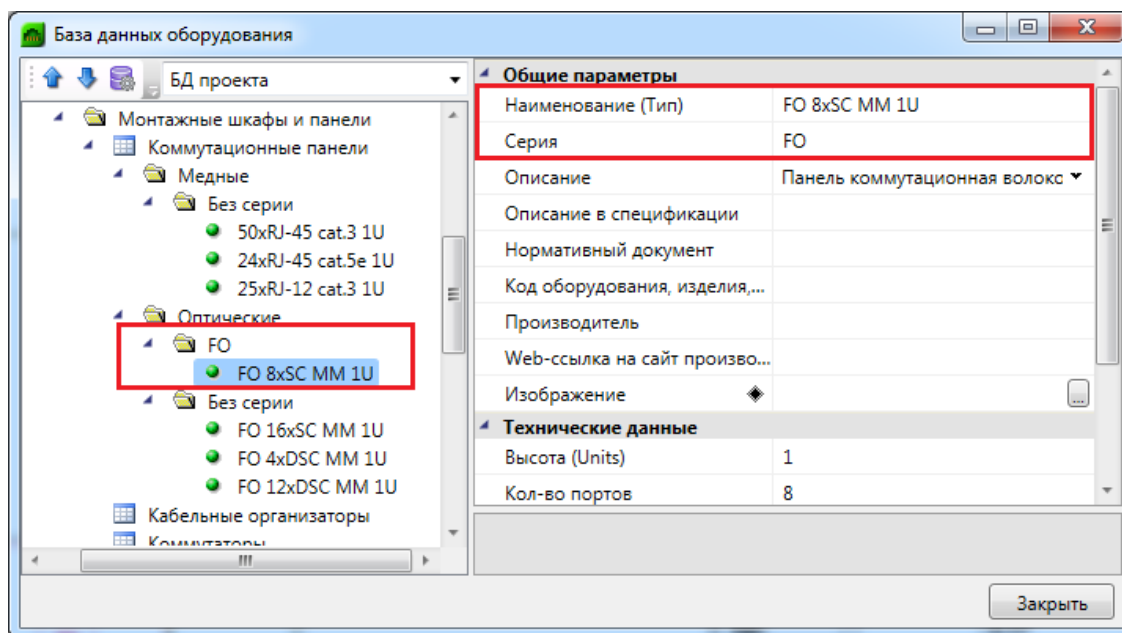 База данных оборудования
БД проекта
Монтажные шкафы и панели
Коммутационные панели
Медные
Без серии
50xRJ-45 cat.3 1U
24xRJ-45 cat.5e 1U
25xRJ-12 cat.3 1U
Оптические
FO
FO 8xSC MM 1U
Без серии
FO 16xSC MM 1U
FO 4xDSC MM 1U
FO 12xDSC MM 1U
Кабельные организаторы
Коммутаторы
Общие параметры
Наименование (Тип) FO 8xSC MM 1U
Серия FO
Описание Панель коммутационная волокс
Описание в спецификации
Нормативный документ
Код оборудования, изделия,...
Производитель
Web-ссылка на сайт произво...
Изображение ...
Технические данные
Высота (Units) 1
Кол-во портов 8
Закрыть